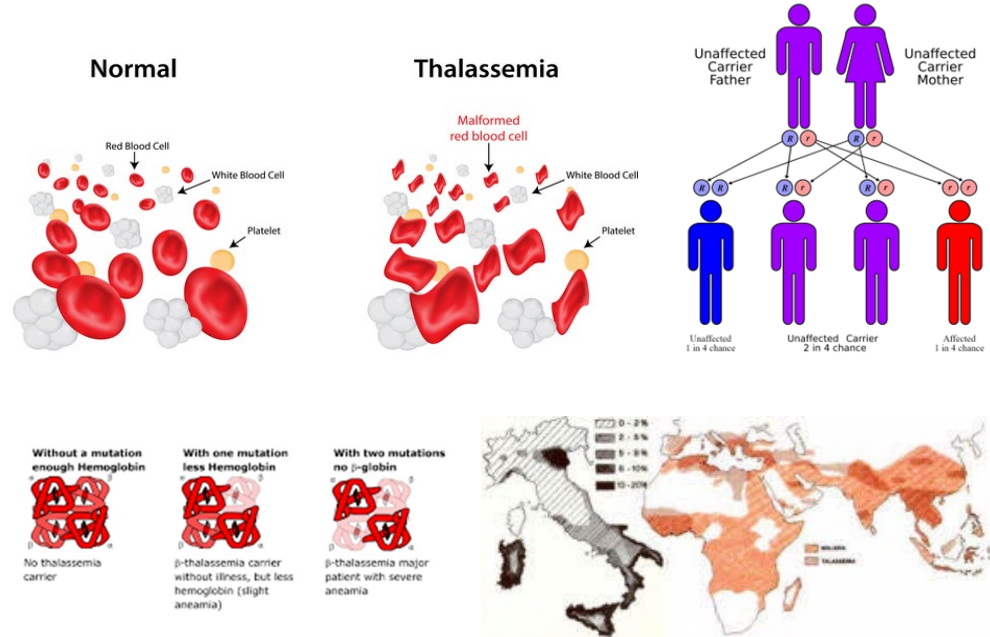 Normal
Red Blood Cell
White Blood Cell
Platelet
Thalassemia
Malformed
red blood cell
White Blood Cell
Platelet
Unaffected
Carrier
Father
Unaffected
Carrier
Mother
R
r
R
r
R
R
R
r
R
r
r
r
Unaffected
1 in 4 chance
Unaffected Carrier
2 in 4 chance
Affected
1 in 4 chance
Without a mutation
enough Hemoglobin
α
β
β
α
No thalassemia
carrier
With one mutation
less Hemoglobin
α
β
β
α
β-thalassemia carrier
without illness, but less
hemoglobin (slight
aneamia)
With two mutations
no β-globin
α
β
β
α
β-thalassemia major
patient with severe
aneamia
0 - 2%
2 - 5%
5 - 8%
10 - 20%
MALARIA
TALASSEMIA